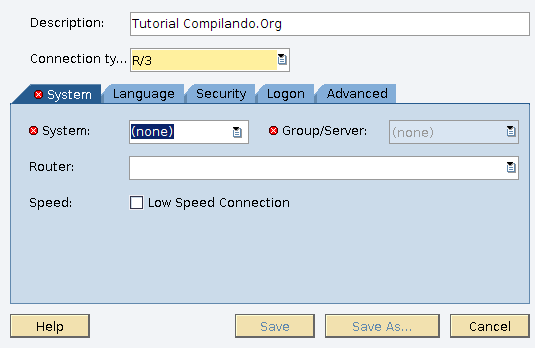 Description: Tutorial Compilando.Org
Connection ty... R/3
System Language Security Logon Advanced
System: (none) Group/Server: (none)
Router:
Speed: Low Speed Connection
Help Save Save As... Cancel